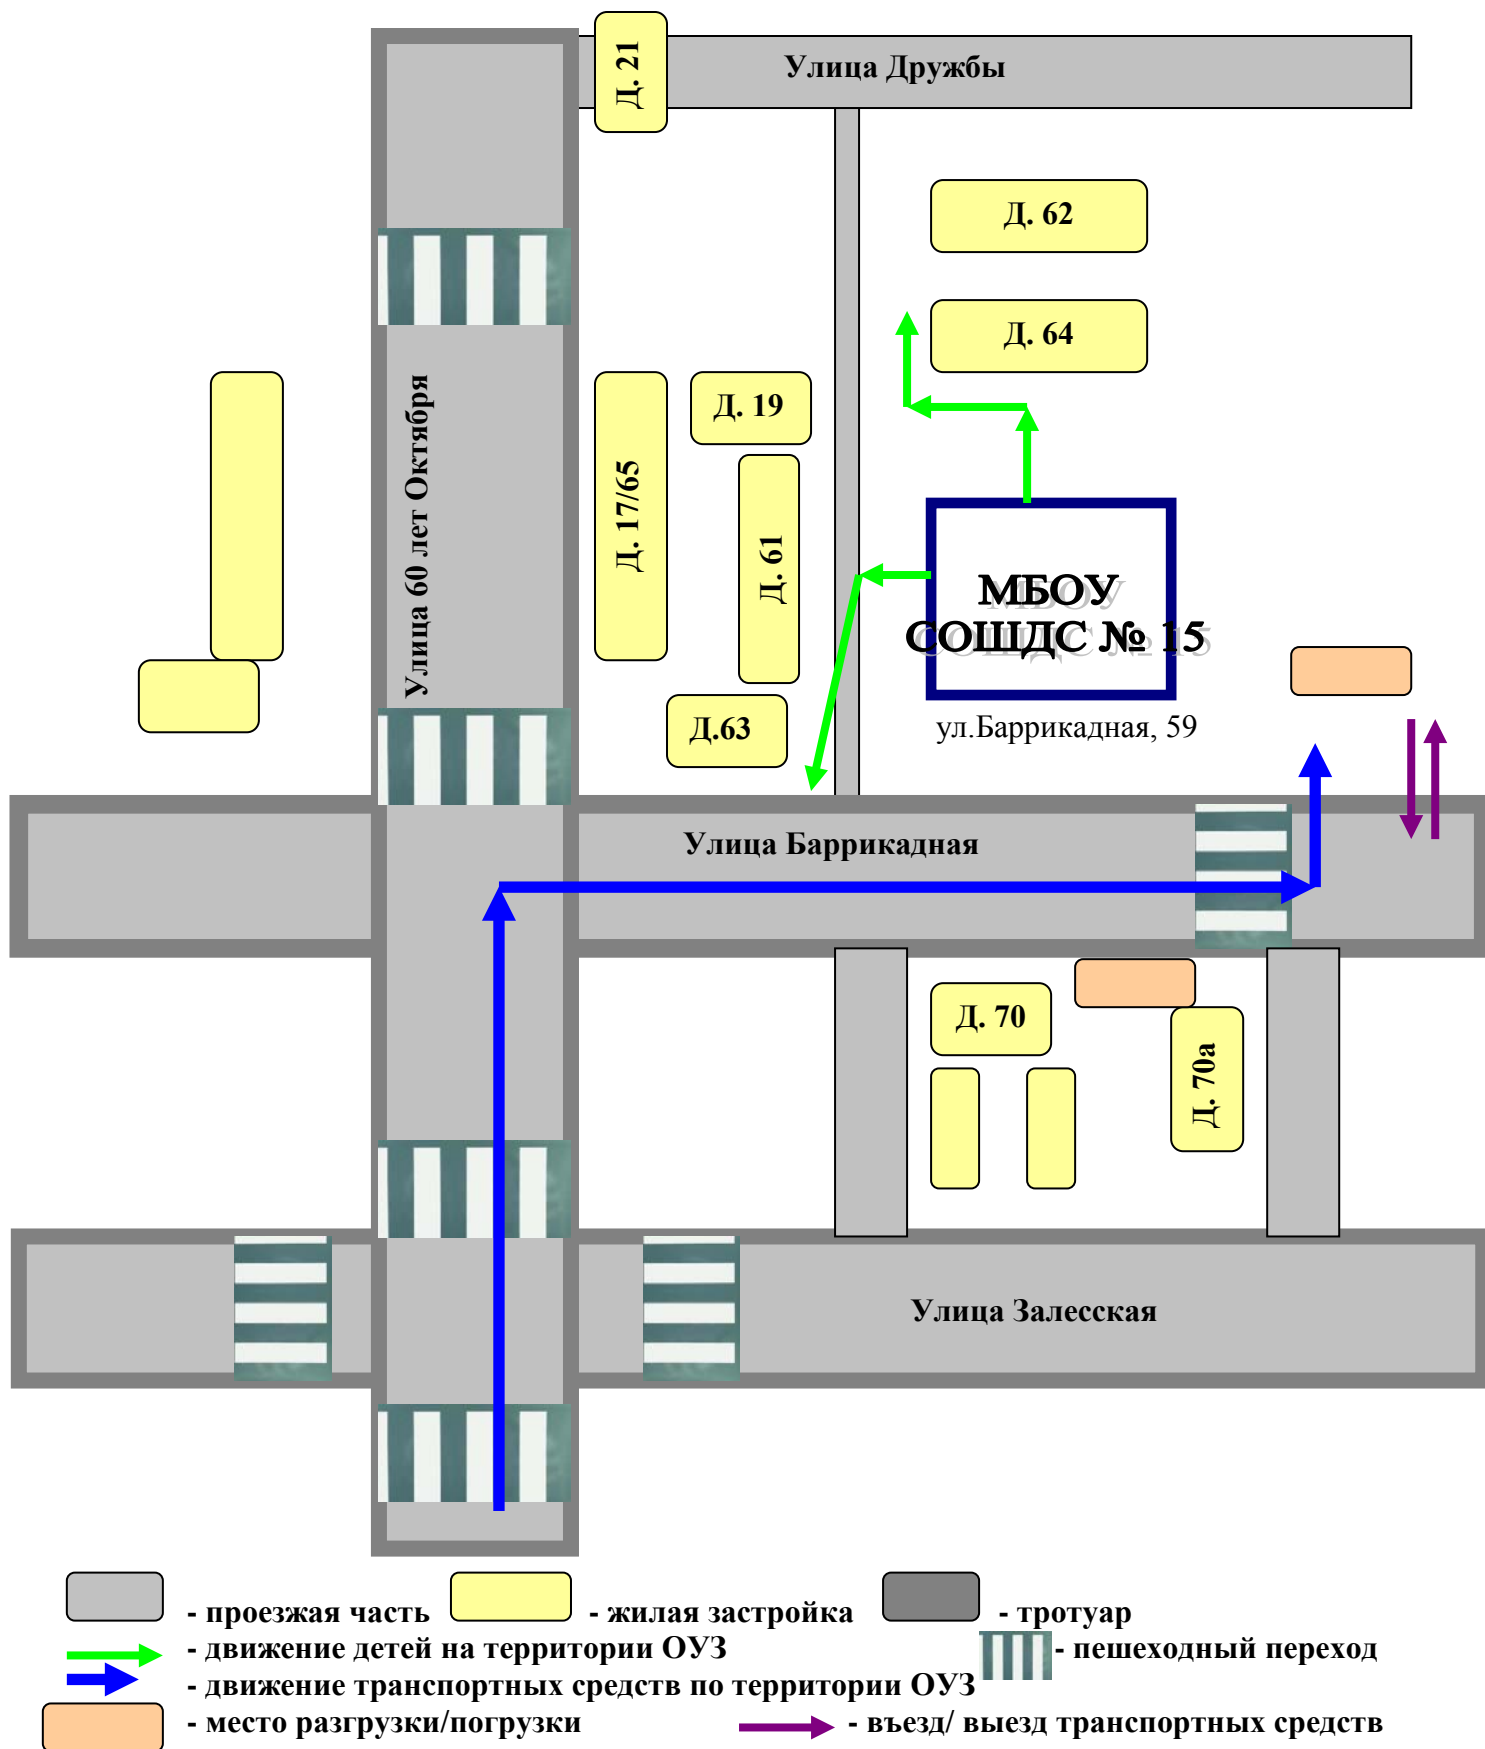 Д. 21
Улица Дружбы
Д. 62
Д. 64
Улица 60 лет Октября
Д. 17/65
Д. 19
Д. 61
МБОУ
СОШДС № 15
Д.63
ул.Баррикадная, 59
Улица Баррикадная
Д. 70
Д. 70а
Улица Залесская
- проезжая часть
- жилая застройка
- тротуар
- движение детей на территории ОУЗ
- пешеходный переход
- движение транспортных средств по территории ОУЗ
- место разгрузки/погрузки
- въезд/ выезд транспортных средств